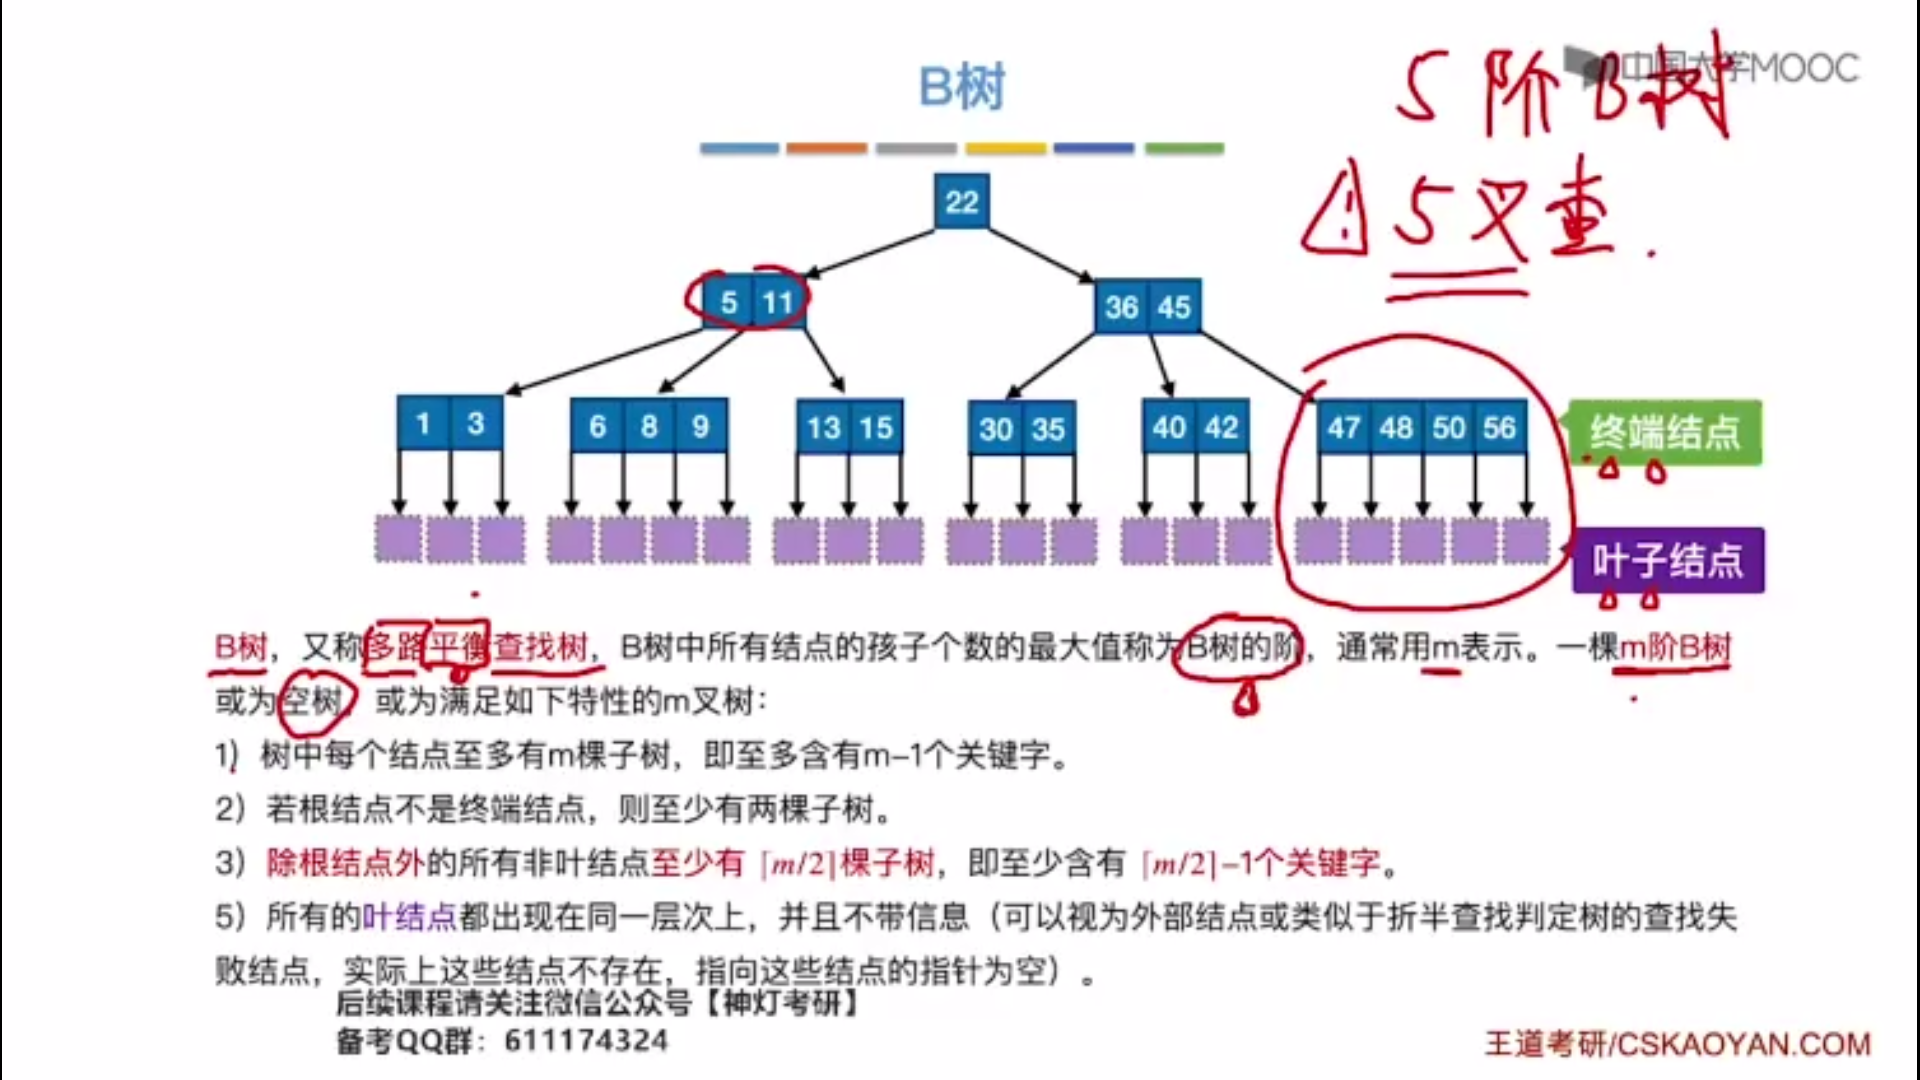 中国大学MOOC
5阶B树
B树
5叉查
22
5 11
36 45
1 3
6 8 9
13 15
30 35
40 42
47 48 50 56
终端结点
叶子结点
B树，又称多路平衡查找树，B树中所有结点的孩子个数的最大值称为B树的阶，通常用m表示。一棵m阶B树
或为空树，或为满足如下特性的m叉树：
1）树中每个结点至多有m棵子树，即至多含有m-1个关键字。
2）若根结点不是终端结点，则至少有两棵子树。
3）除根结点外的所有非叶结点至少有 ⌈m/2⌉棵子树，即至少含有 ⌈m/2⌉-1个关键字。
5）所有的叶结点都出现在同一层次上，并且不带信息（可以视为外部结点或类似于折半查找判定树的查找失
败结点，实际上这些结点不存在，指向这些结点的指针为空）。
后续课程请关注微信公众号【神灯考研】
备考QQ群：611174324
王道考研/CSKAOYAN.COM